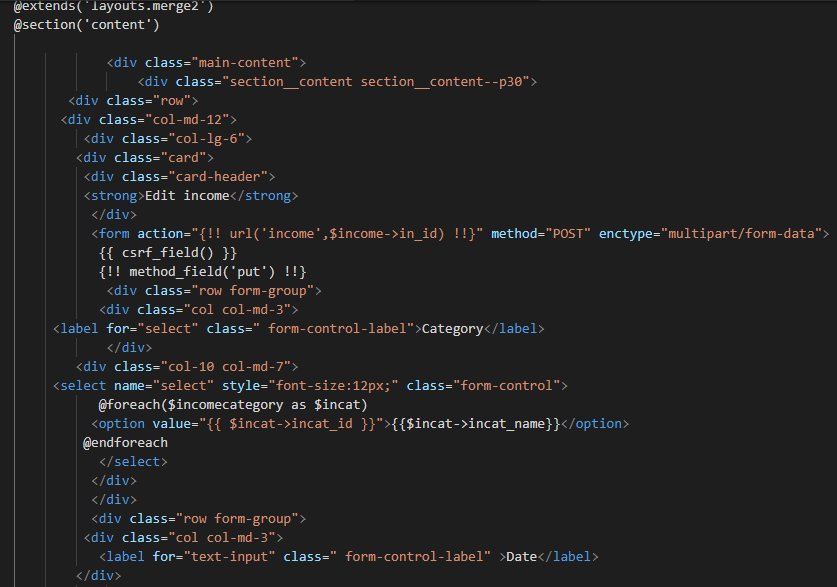 @extends('layouts.merge2')
@section('content')
<div class="main-content">
<div class="section__content section__content--p30">
<div class="row">
<div class="col-md-12">
<div class="col-lg-6">
<div class="card">
<div class="card-header">
<strong>Edit income</strong>
</div>
<form action="{!! url('income',$income->in_id) !!}" method="POST" enctype="multipart/form-data">
{{ csrf_field() }}
{!! method_field('put') !!}
<div class="row form-group">
<div class="col col-md-3">
<label for="select" class=" form-control-label">Category</label>
</div>
<div class="col-10 col-md-7">
<select name="select" style="font-size:12px;" class="form-control">
@foreach($incomecategory as $incat)
<option value="{{ $incat->incat_id }}">{{$incat->incat_name}}</option>
@endforeach
</select>
</div>
</div>
<div class="row form-group">
<div class="col col-md-3">
<label for="text-input" class=" form-control-label" >Date</label>
</div>